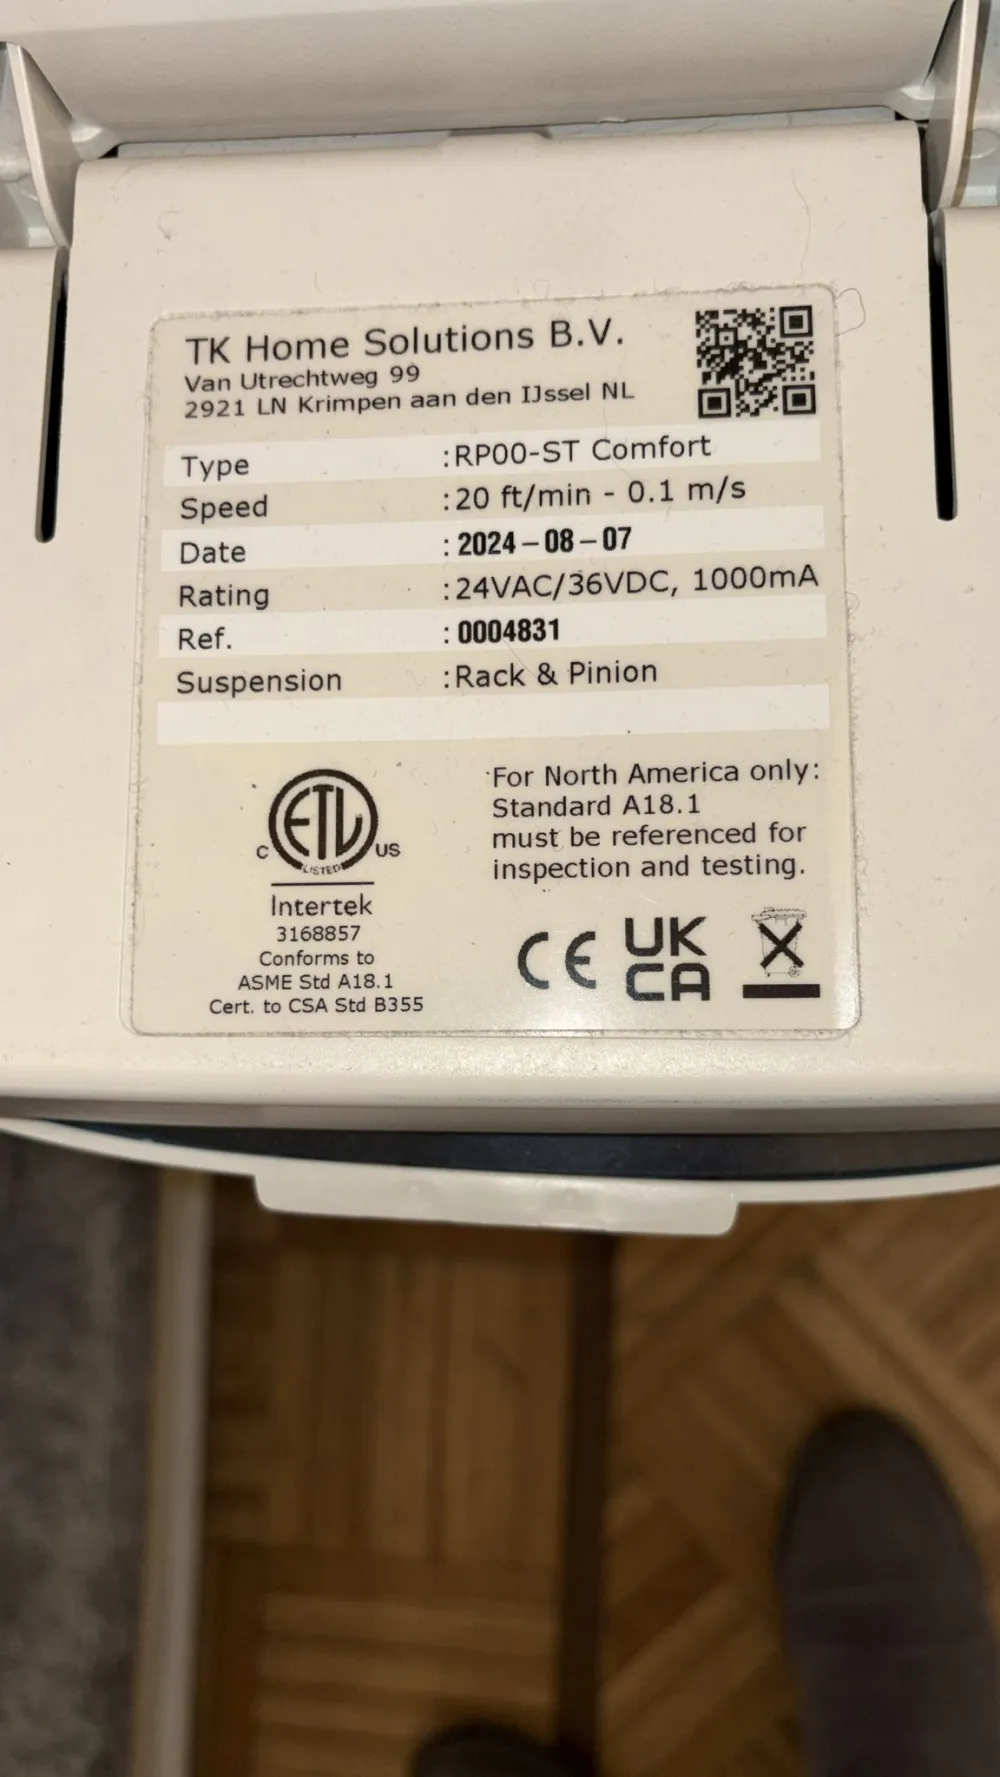 TK Home Solutions B.V.
Van Utrechtweg 99
2921 LN Krimpen aan den IJssel NL
Type :RP00-ST Comfort
Speed :20 ft/min - 0.1 m/s
Date : 2024-08-07
Rating :24VAC/36VDC, 1000mA
Ref. : 0004831
Suspension :Rack & Pinion
ETL
C US
LISTED
Intertek
3168857
Conforms to
ASME Std A18.1
Cert. to CSA Std B355
For North America only:
Standard A18.1
must be referenced for
inspection and testing.
CE
UK
CA